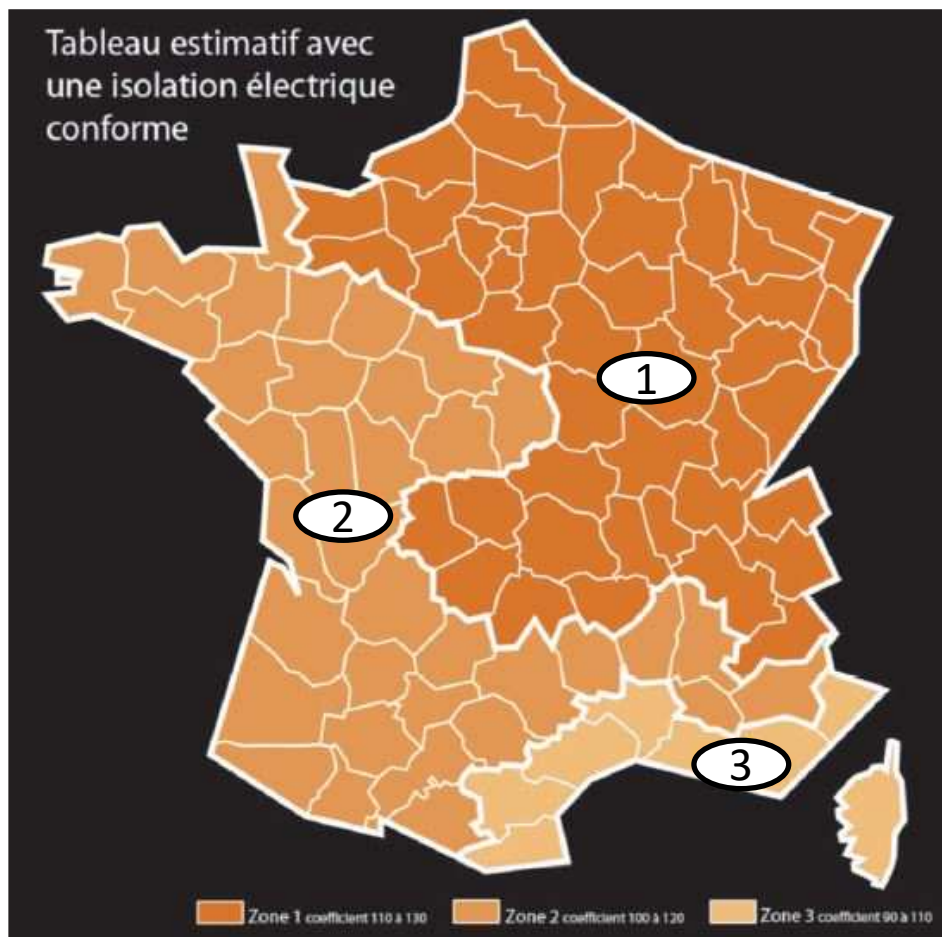 Tableau estimatif avec
une isolation électrique
conforme
1
2
3
Zone 1 coefficient 110 à 130
Zone 2 coefficient 100 à 120
Zone 3 coefficient 90 à 110